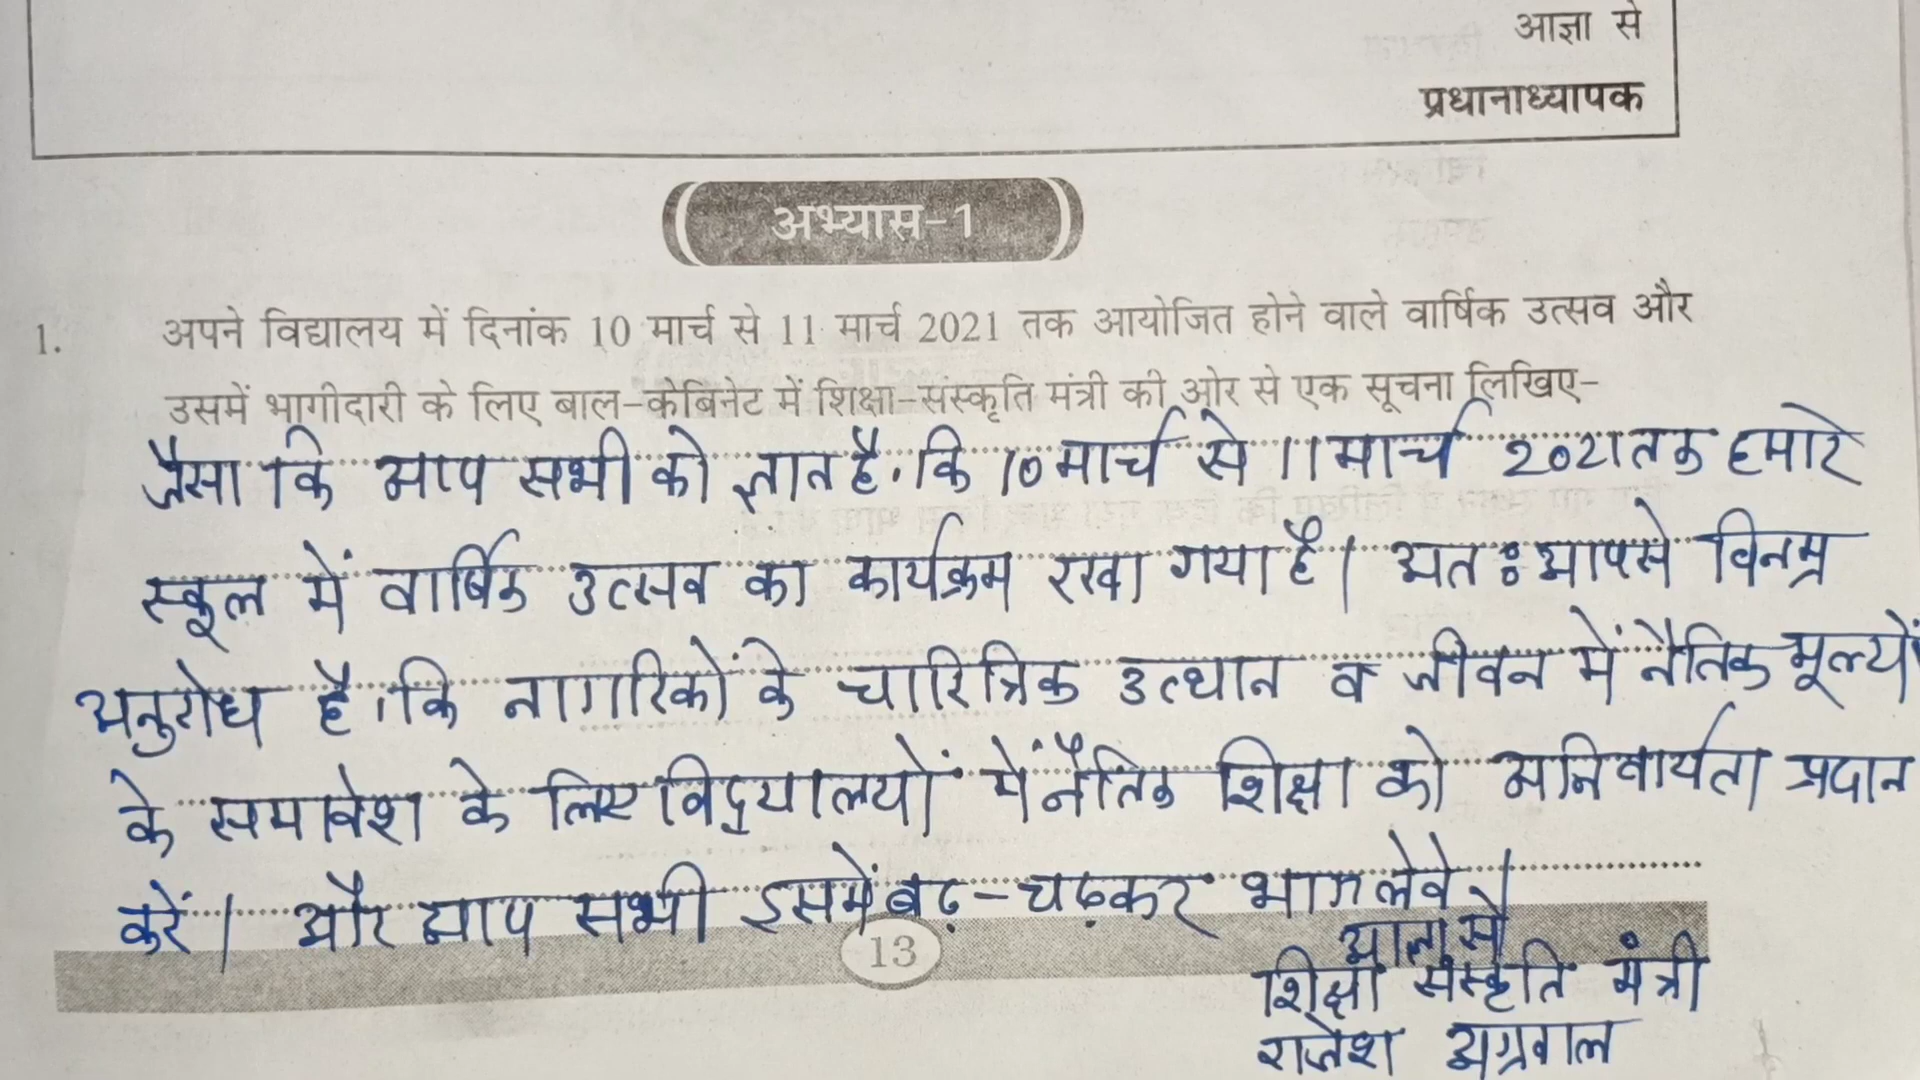 आज्ञा से
प्रधानाध्यापक
अभ्यास-1
1. अपने विद्यालय में दिनांक 10 मार्च से 11 मार्च 2021 तक आयोजित होने वाले वार्षिक उत्सव और
उसमें भागीदारी के लिए बाल-केबिनेट में शिक्षा-संस्कृति मंत्री की ओर से एक सूचना लिखिए-
जैसा कि आप सभी को ज्ञात है। कि 10 मार्च से 11 मार्च 2021 तक हमारे
स्कूल में वार्षिक उत्सव का कार्यक्रम रखा गया है। अतः आपसे विनम्र
अनुरोध है। कि नागरिकों के चारित्रिक उत्थान व जीवन में नैतिक मूल्यों
के समावेश के लिए विद्यालयों में नैतिक शिक्षा को अनिवार्यता प्रदान
करें। और आप सभी इसमें बढ़-चढ़कर भाग लेवे।
13
आज्ञा से
शिक्षा संस्कृति मंत्री
राजेश अग्रवाल